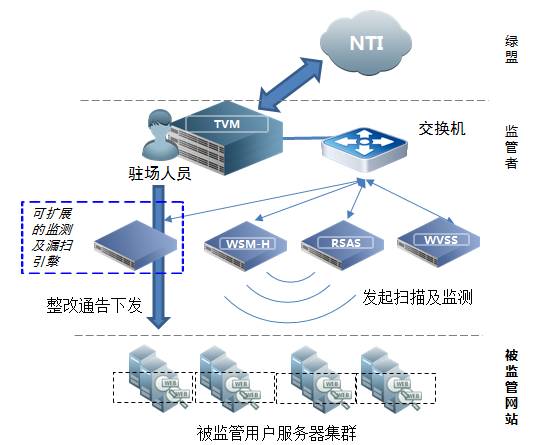 NTI
绿盟
TVM
交换机
驻场人员
监管者
可扩展
的监测
及漏扫
引擎
WSM-H
RSAS
WVSS
整改通告下发
发起扫描及监测
WEB
WEB
WEB
WEB
被监管网站
被监管用户服务器集群